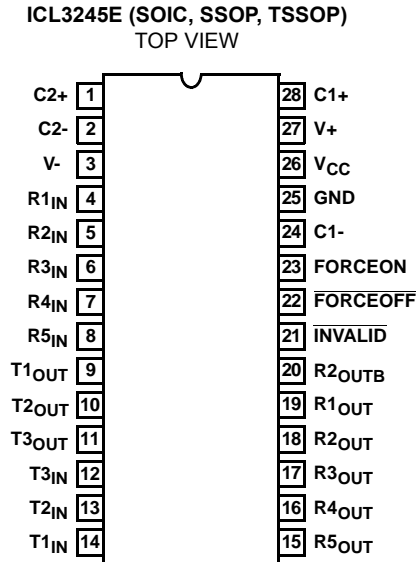 ICL3245E (SOIC, SSOP, TSSOP)
TOP VIEW
C2+ 1 28 C1+
C2- 2 27 V+
V- 3 26 VCC
R1IN 4 25 GND
R2IN 5 24 C1-
R3IN 6 23 FORCEON
R4IN 7 22 FORCEOFF
R5IN 8 21 INVALID
T1OUT 9 20 R2OUTB
T2OUT 10 19 R1OUT
T3OUT 11 18 R2OUT
T3IN 12 17 R3OUT
T2IN 13 16 R4OUT
T1IN 14 15 R5OUT